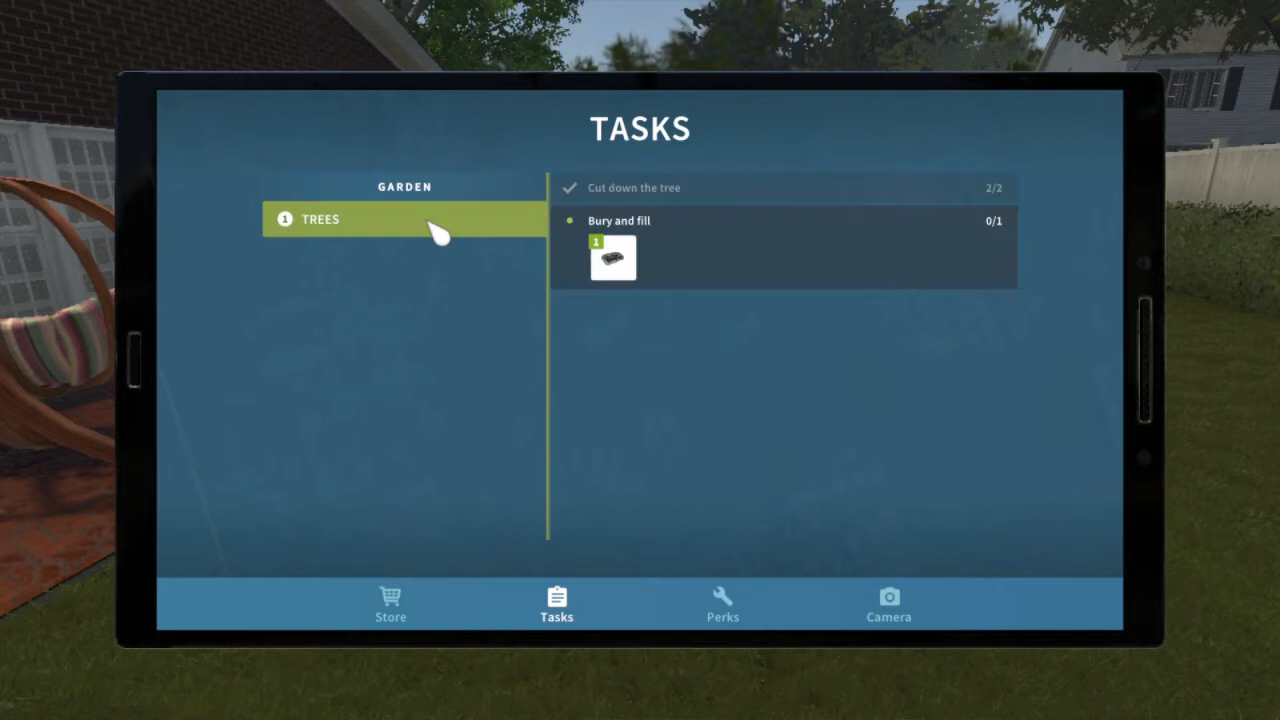 TASKS
GARDEN
1 TREES
Cut down the tree 2/2
Bury and fill 0/1
1
Store
Tasks
Perks
Camera